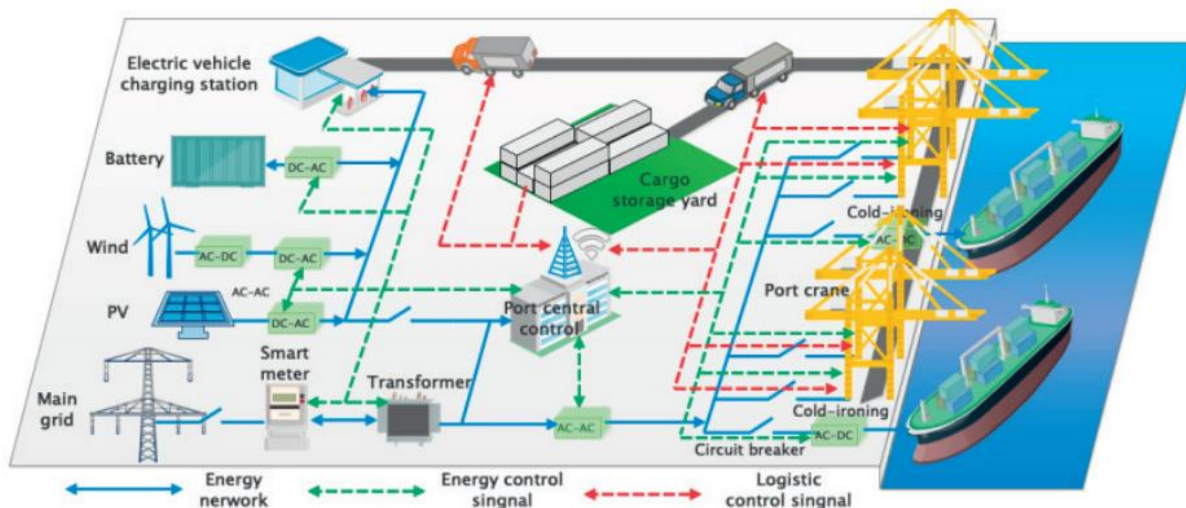 Electric vehicle
charging station
Battery
DC-AC
Cargo
storage yard
Wind
AC-DC
DC-AC
Cold-ironing
AC-DC
AC-AC
PV
DC-AC
Port central
control
Port crane
Main
grid
Smart
meter
Transformer
AC-AC
Cold-ironing
AC-DC
Circuit breaker
Energy
nerwork
Energy control
singnal
Logistic
control singnal